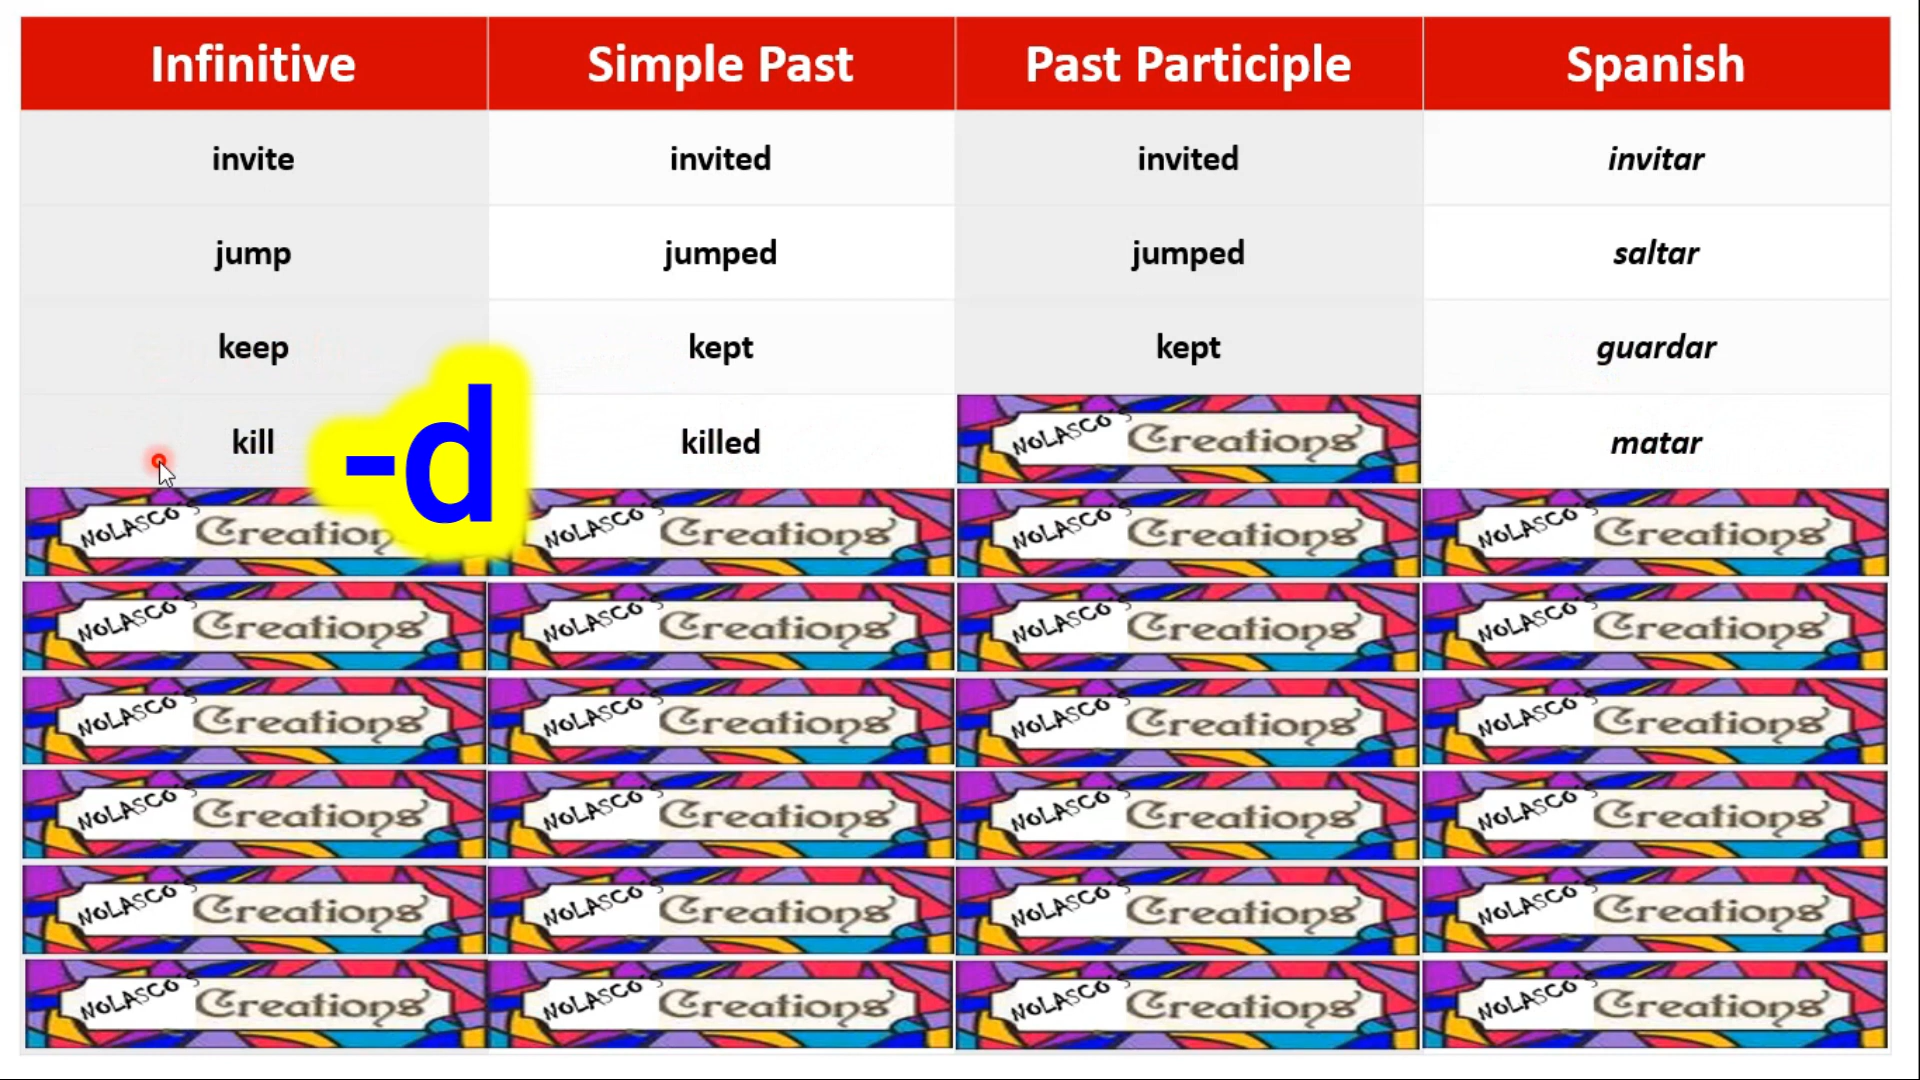 Infinitive Simple Past Past Participle Spanish
invite invited invited invitar
jump jumped jumped saltar
keep kept kept guardar
kill -d killed NoLASCO's Creations matar
NoLASCO's Creations NoLASCO's Creations NoLASCO's Creations NoLASCO's Creations
NoLASCO's Creations NoLASCO's Creations NoLASCO's Creations NoLASCO's Creations
NoLASCO's Creations NoLASCO's Creations NoLASCO's Creations NoLASCO's Creations
NoLASCO's Creations NoLASCO's Creations NoLASCO's Creations NoLASCO's Creations
NoLASCO's Creations NoLASCO's Creations NoLASCO's Creations NoLASCO's Creations
NoLASCO's Creations NoLASCO's Creations NoLASCO's Creations NoLASCO's Creations